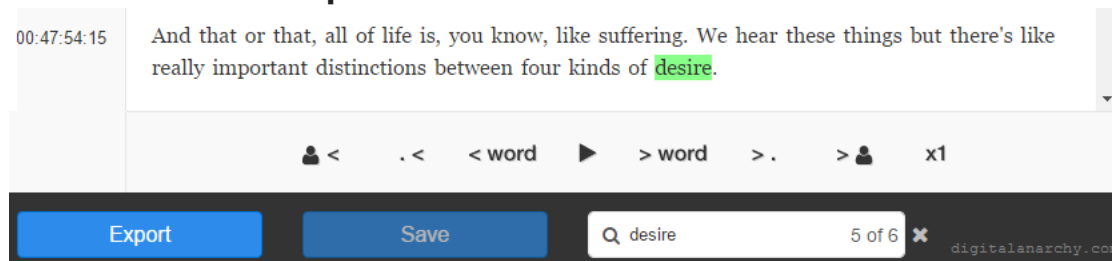 00:47:54:15
And that or that, all of life is, you know, like suffering. We hear these things but there's like
really important distinctions between four kinds of desire.
< . < < word > word > . > x1
Export Save desire 5 of 6
digitalanarchy.co